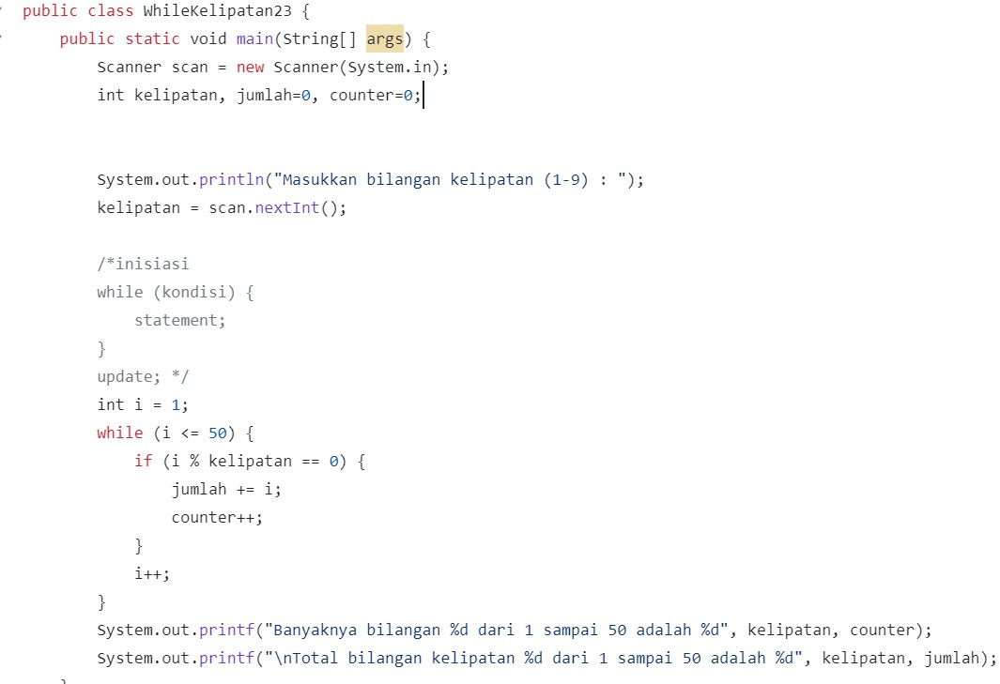 public class WhileKelipatan23 {
    public static void main(String[] args) {
        Scanner scan = new Scanner(System.in);
        int kelipatan, jumlah=0, counter=0;
        System.out.println("Masukkan bilangan kelipatan (1-9) : ");
        kelipatan = scan.nextInt();
        /*inisiasi
        while (kondisi) {
            statement;
        }
        update; */
        int i = 1;
        while (i <= 50) {
            if (i % kelipatan == 0) {
                jumlah += i;
                counter++;
            }
            i++;
        }
        System.out.printf("Banyaknya bilangan %d dari 1 sampai 50 adalah %d", kelipatan, counter);
        System.out.printf("\nTotal bilangan kelipatan %d dari 1 sampai 50 adalah %d", kelipatan, jumlah);
    }